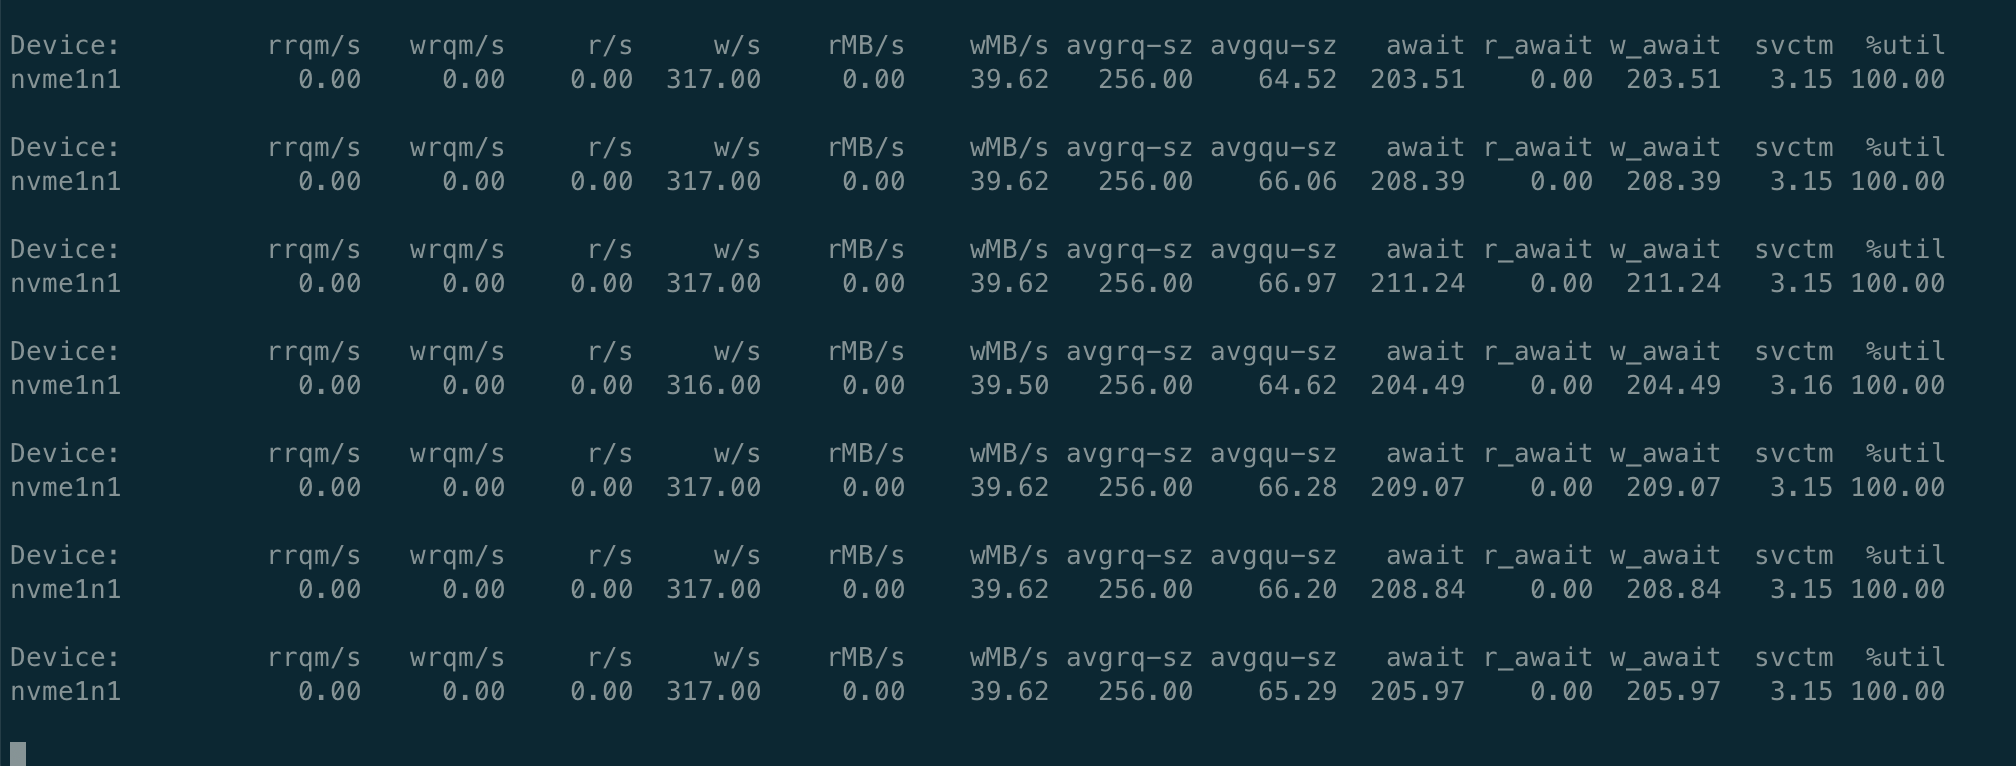 Device: rrqm/s wrqm/s r/s w/s rMB/s wMB/s avgrq-sz avgqu-sz await r_await w_await svctm %util
nvme1n1 0.00 0.00 0.00 317.00 0.00 39.62 256.00 64.52 203.51 0.00 203.51 3.15 100.00
Device: rrqm/s wrqm/s r/s w/s rMB/s wMB/s avgrq-sz avgqu-sz await r_await w_await svctm %util
nvme1n1 0.00 0.00 0.00 317.00 0.00 39.62 256.00 66.06 208.39 0.00 208.39 3.15 100.00
Device: rrqm/s wrqm/s r/s w/s rMB/s wMB/s avgrq-sz avgqu-sz await r_await w_await svctm %util
nvme1n1 0.00 0.00 0.00 317.00 0.00 39.62 256.00 66.97 211.24 0.00 211.24 3.15 100.00
Device: rrqm/s wrqm/s r/s w/s rMB/s wMB/s avgrq-sz avgqu-sz await r_await w_await svctm %util
nvme1n1 0.00 0.00 0.00 316.00 0.00 39.50 256.00 64.62 204.49 0.00 204.49 3.16 100.00
Device: rrqm/s wrqm/s r/s w/s rMB/s wMB/s avgrq-sz avgqu-sz await r_await w_await svctm %util
nvme1n1 0.00 0.00 0.00 317.00 0.00 39.62 256.00 66.28 209.07 0.00 209.07 3.15 100.00
Device: rrqm/s wrqm/s r/s w/s rMB/s wMB/s avgrq-sz avgqu-sz await r_await w_await svctm %util
nvme1n1 0.00 0.00 0.00 317.00 0.00 39.62 256.00 66.20 208.84 0.00 208.84 3.15 100.00
Device: rrqm/s wrqm/s r/s w/s rMB/s wMB/s avgrq-sz avgqu-sz await r_await w_await svctm %util
nvme1n1 0.00 0.00 0.00 317.00 0.00 39.62 256.00 65.29 205.97 0.00 205.97 3.15 100.00